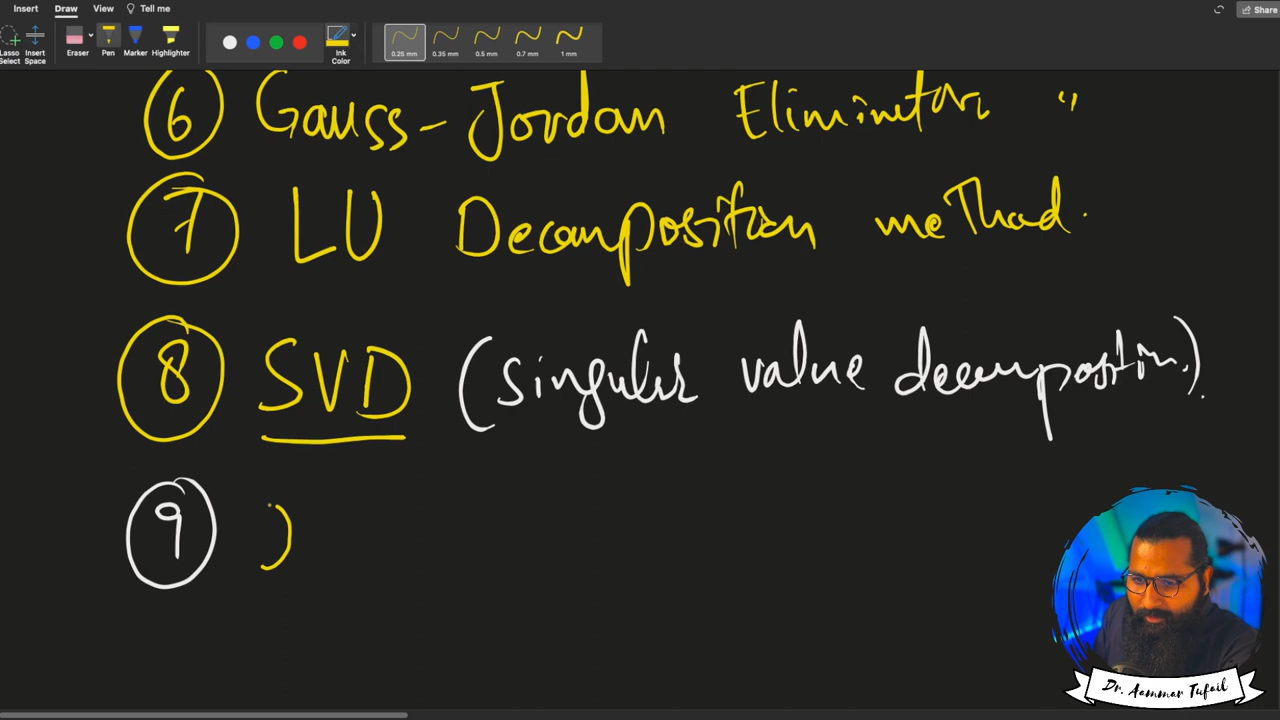 Insert Draw View Tell me
Share
Lasso Select
Insert Space
Eraser
Pen
Marker
Highlighter
Ink Color
0.25 mm 0.35 mm 0.5 mm 0.7 mm 1 mm
6 Gauss-Jordan Elimination "
7 LU Decomposition method.
8 SVD (singular value decomposition.)
9 )
Dr. Aammar Tufail